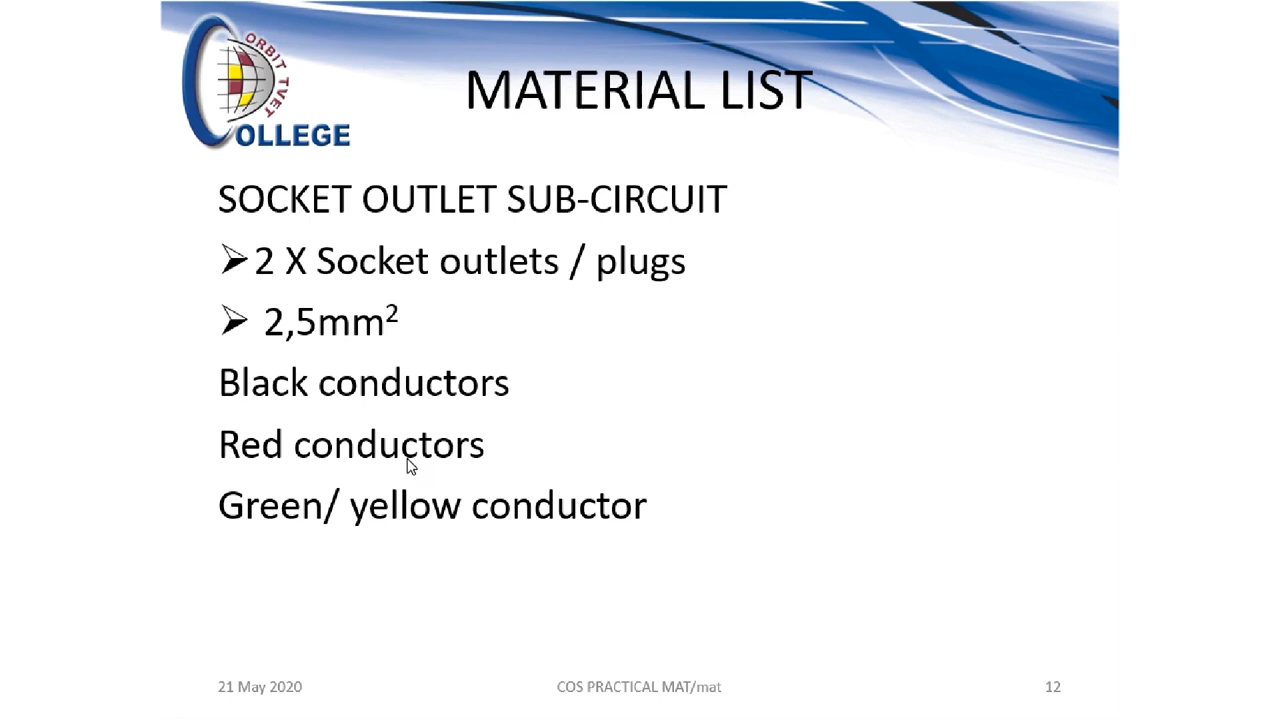 ORBIT TVET
COLLEGE
MATERIAL LIST
SOCKET OUTLET SUB-CIRCUIT
➢2 X Socket outlets / plugs
➢ 2,5mm²
Black conductors
Red conductors
Green/ yellow conductor
21 May 2020
COS PRACTICAL MAT/mat
12